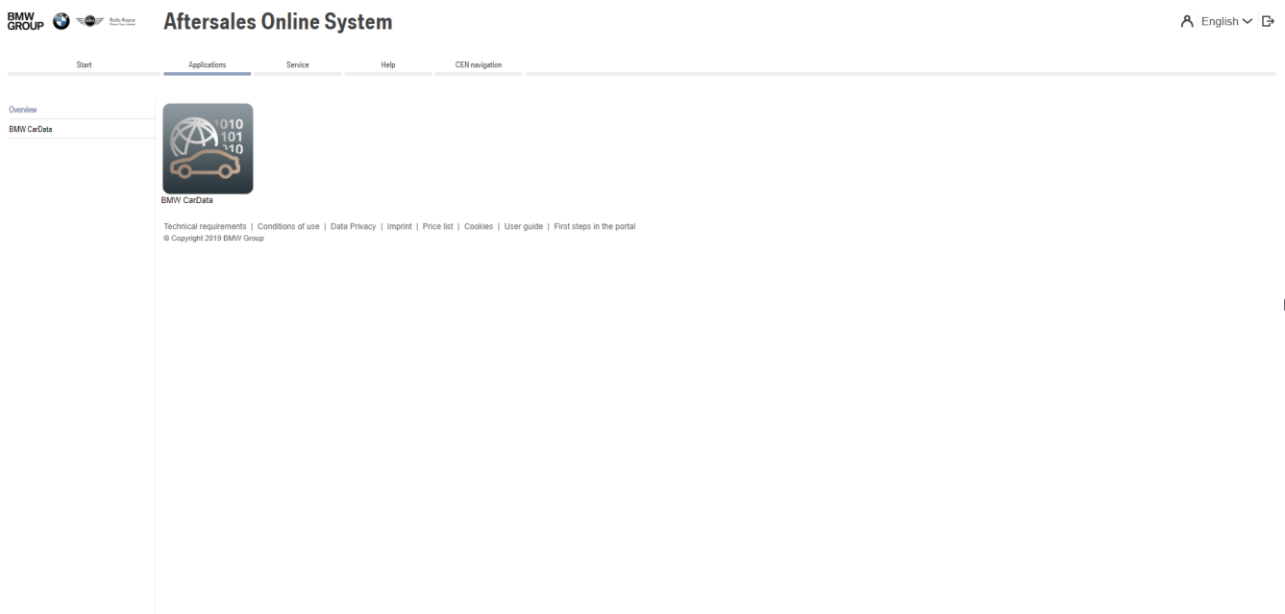 BMW
GROUP
Rolls-Royce
Aftersales Online System
English
Start
Applications
Service
Help
CEN navigation
Overview
BMW CarData
1010
101
010
BMW CarData
Technical requirements | Conditions of use | Data Privacy | Imprint | Price list | Cookies | User guide | First steps in the portal
© Copyright 2019 BMW Group